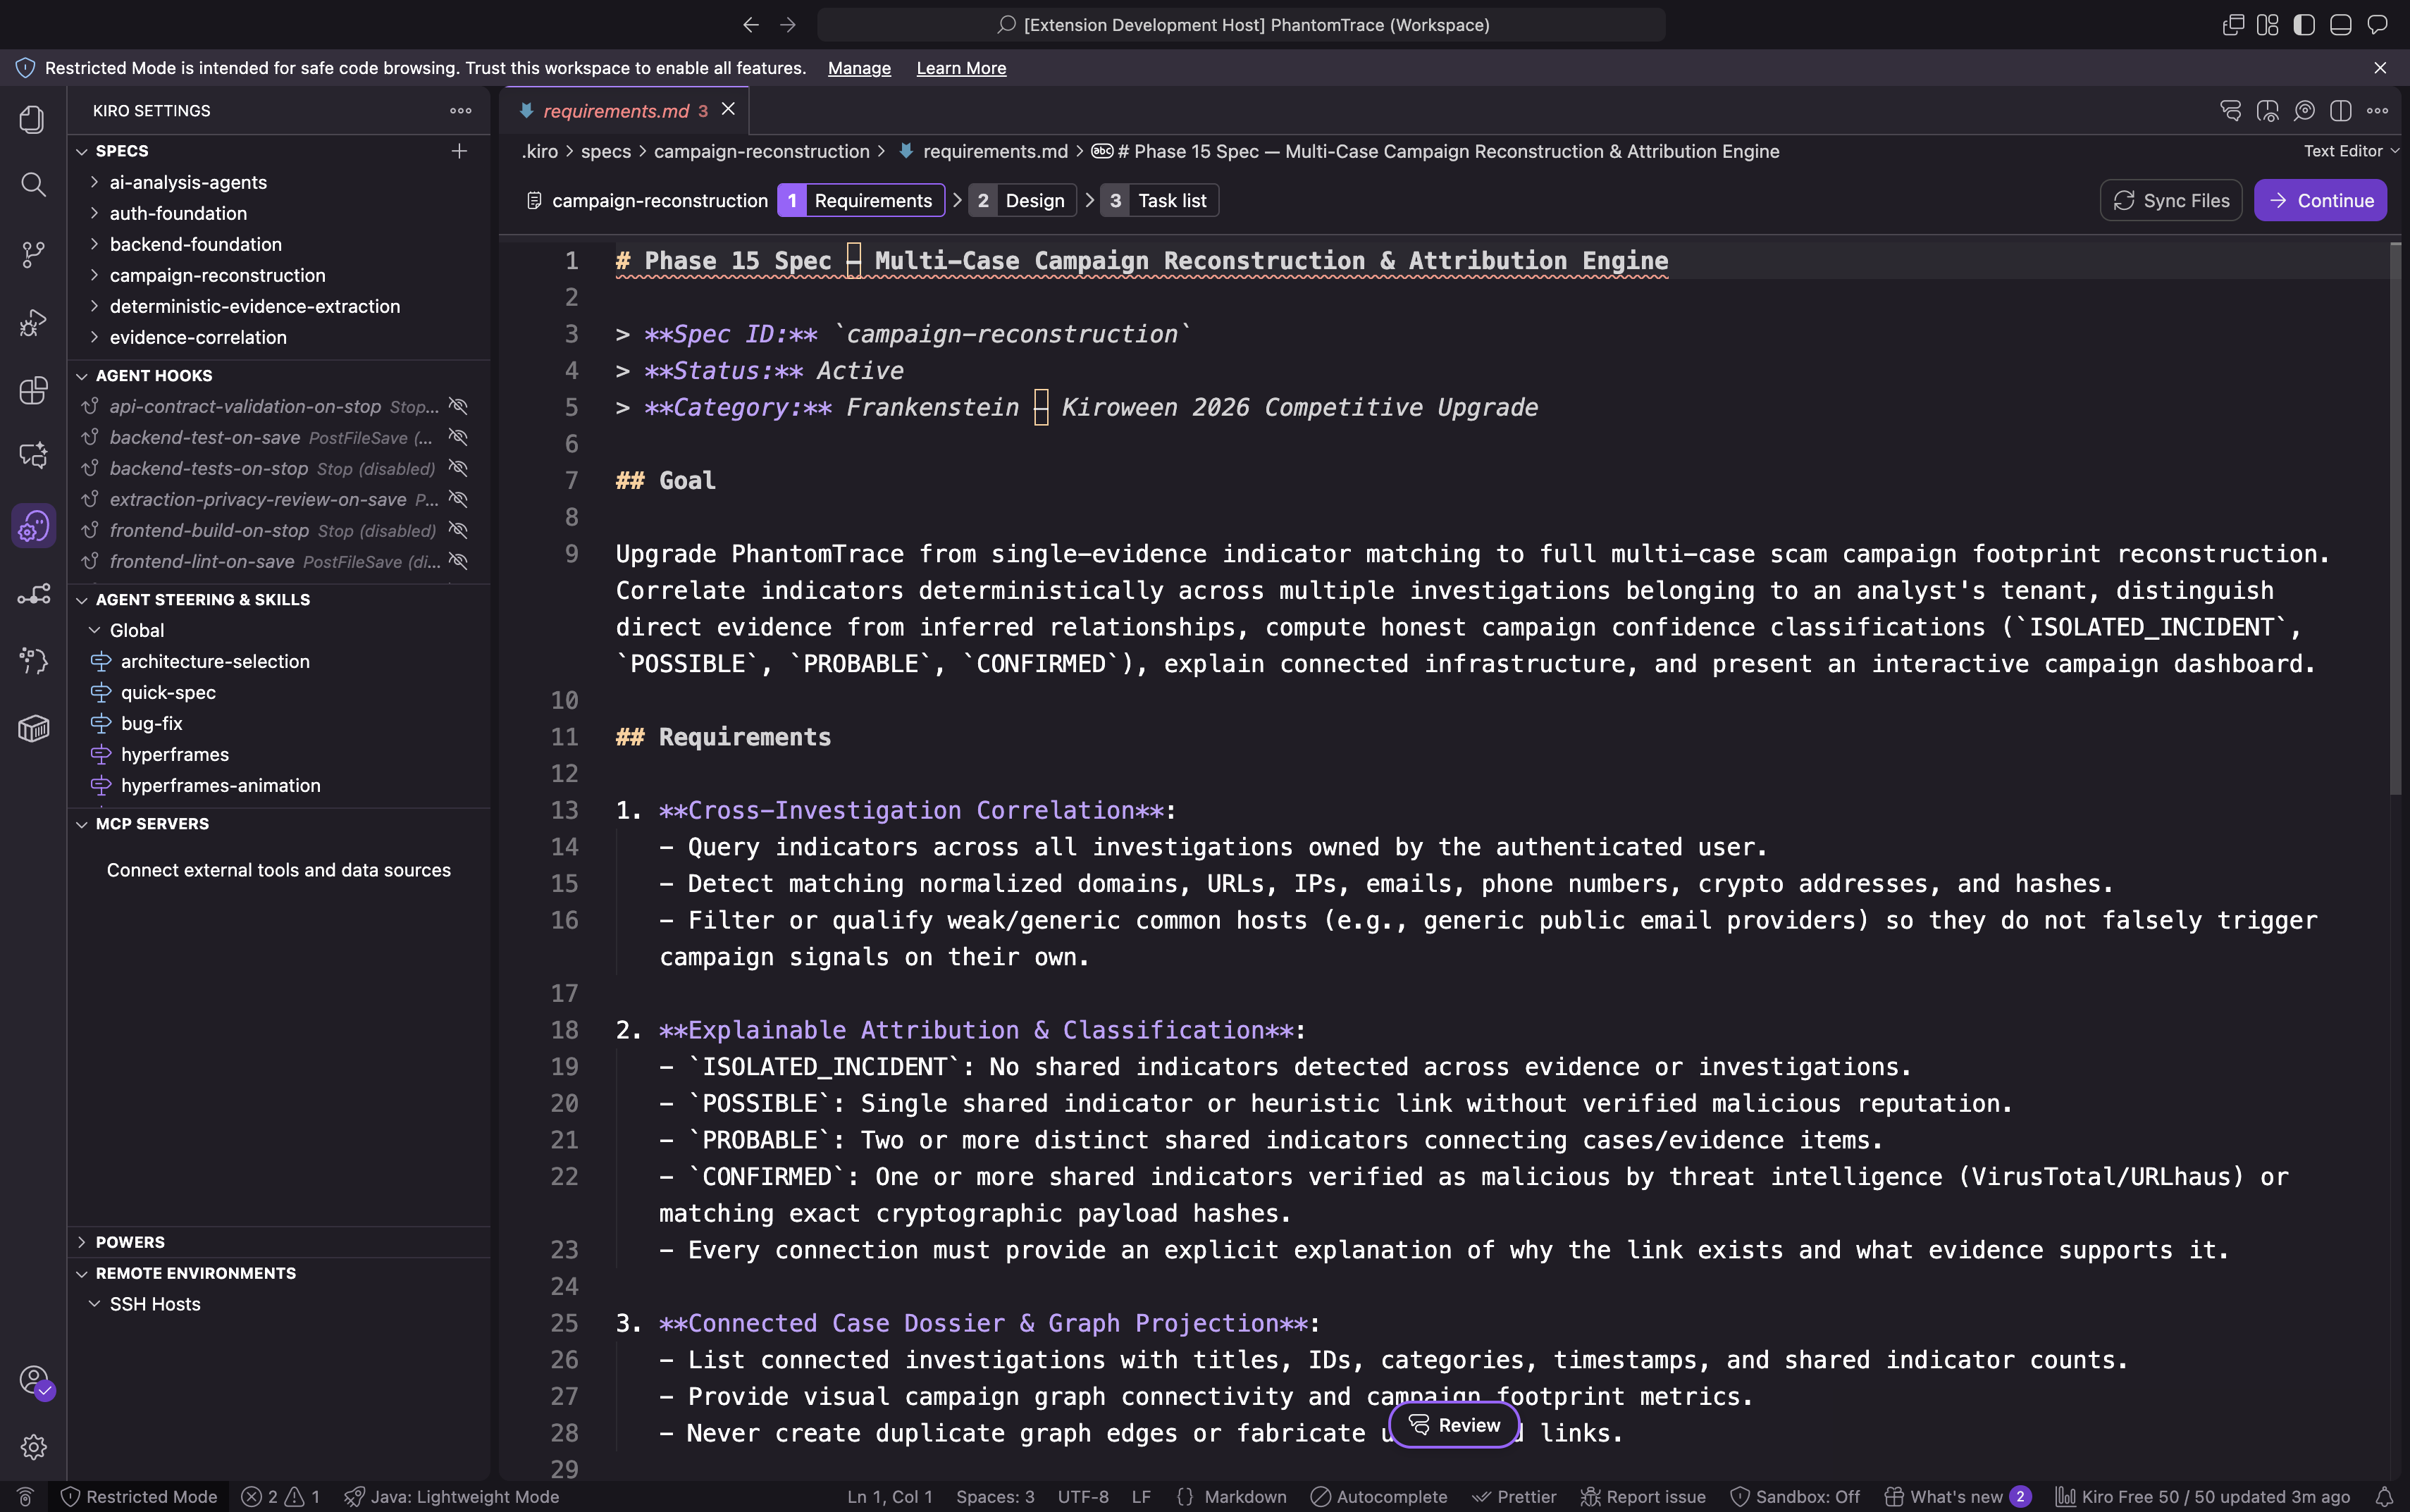 [Extension Development Host] PhantomTrace (Workspace)
Restricted Mode is intended for safe code browsing. Trust this workspace to enable all features. Manage Learn More
KIRO SETTINGS
SPECS
ai-analysis-agents
auth-foundation
backend-foundation
campaign-reconstruction
deterministic-evidence-extraction
evidence-correlation
AGENT HOOKS
api-contract-validation-on-stop Stop...
backend-test-on-save PostFileSave (...
backend-tests-on-stop Stop (disabled)
extraction-privacy-review-on-save P...
frontend-build-on-stop Stop (disabled)
frontend-lint-on-save PostFileSave (di...
AGENT STEERING & SKILLS
Global
architecture-selection
quick-spec
bug-fix
hyperframes
hyperframes-animation
MCP SERVERS
Connect external tools and data sources
POWERS
REMOTE ENVIRONMENTS
SSH Hosts
requirements.md 3
.kiro > specs > campaign-reconstruction > requirements.md > # Phase 15 Spec — Multi-Case Campaign Reconstruction & Attribution Engine
Text Editor
campaign-reconstruction 1 Requirements > 2 Design > 3 Task list
Sync Files
Continue
1 # Phase 15 Spec — Multi-Case Campaign Reconstruction & Attribution Engine
2
3 > **Spec ID:** `campaign-reconstruction`
4 > **Status:** Active
5 > **Category:** Frankenstein — Kiroween 2026 Competitive Upgrade
6
7 ## Goal
8
9 Upgrade PhantomTrace from single-evidence indicator matching to full multi-case scam campaign footprint reconstruction.
Correlate indicators deterministically across multiple investigations belonging to an analyst's tenant, distinguish
direct evidence from inferred relationships, compute honest campaign confidence classifications (`ISOLATED_INCIDENT`,
`POSSIBLE`, `PROBABLE`, `CONFIRMED`), explain connected infrastructure, and present an interactive campaign dashboard.
10
11 ## Requirements
12
13 1. **Cross-Investigation Correlation**:
14 - Query indicators across all investigations owned by the authenticated user.
15 - Detect matching normalized domains, URLs, IPs, emails, phone numbers, crypto addresses, and hashes.
16 - Filter or qualify weak/generic common hosts (e.g., generic public email providers) so they do not falsely trigger
campaign signals on their own.
17
18 2. **Explainable Attribution & Classification**:
19 - `ISOLATED_INCIDENT`: No shared indicators detected across evidence or investigations.
20 - `POSSIBLE`: Single shared indicator or heuristic link without verified malicious reputation.
21 - `PROBABLE`: Two or more distinct shared indicators connecting cases/evidence items.
22 - `CONFIRMED`: One or more shared indicators verified as malicious by threat intelligence (VirusTotal/URLhaus) or
matching exact cryptographic payload hashes.
23 - Every connection must provide an explicit explanation of why the link exists and what evidence supports it.
24
25 3. **Connected Case Dossier & Graph Projection**:
26 - List connected investigations with titles, IDs, categories, timestamps, and shared indicator counts.
27 - Provide visual campaign graph connectivity and campaign footprint metrics.
28 - Never create duplicate graph edges or fabricate links.
Review
29
Restricted Mode 2 1 Java: Lightweight Mode Ln 1, Col 1 Spaces: 3 UTF-8 LF {} Markdown Autocomplete Prettier Report issue Sandbox: Off What's new 2 Kiro Free 50 / 50 updated 3m ago